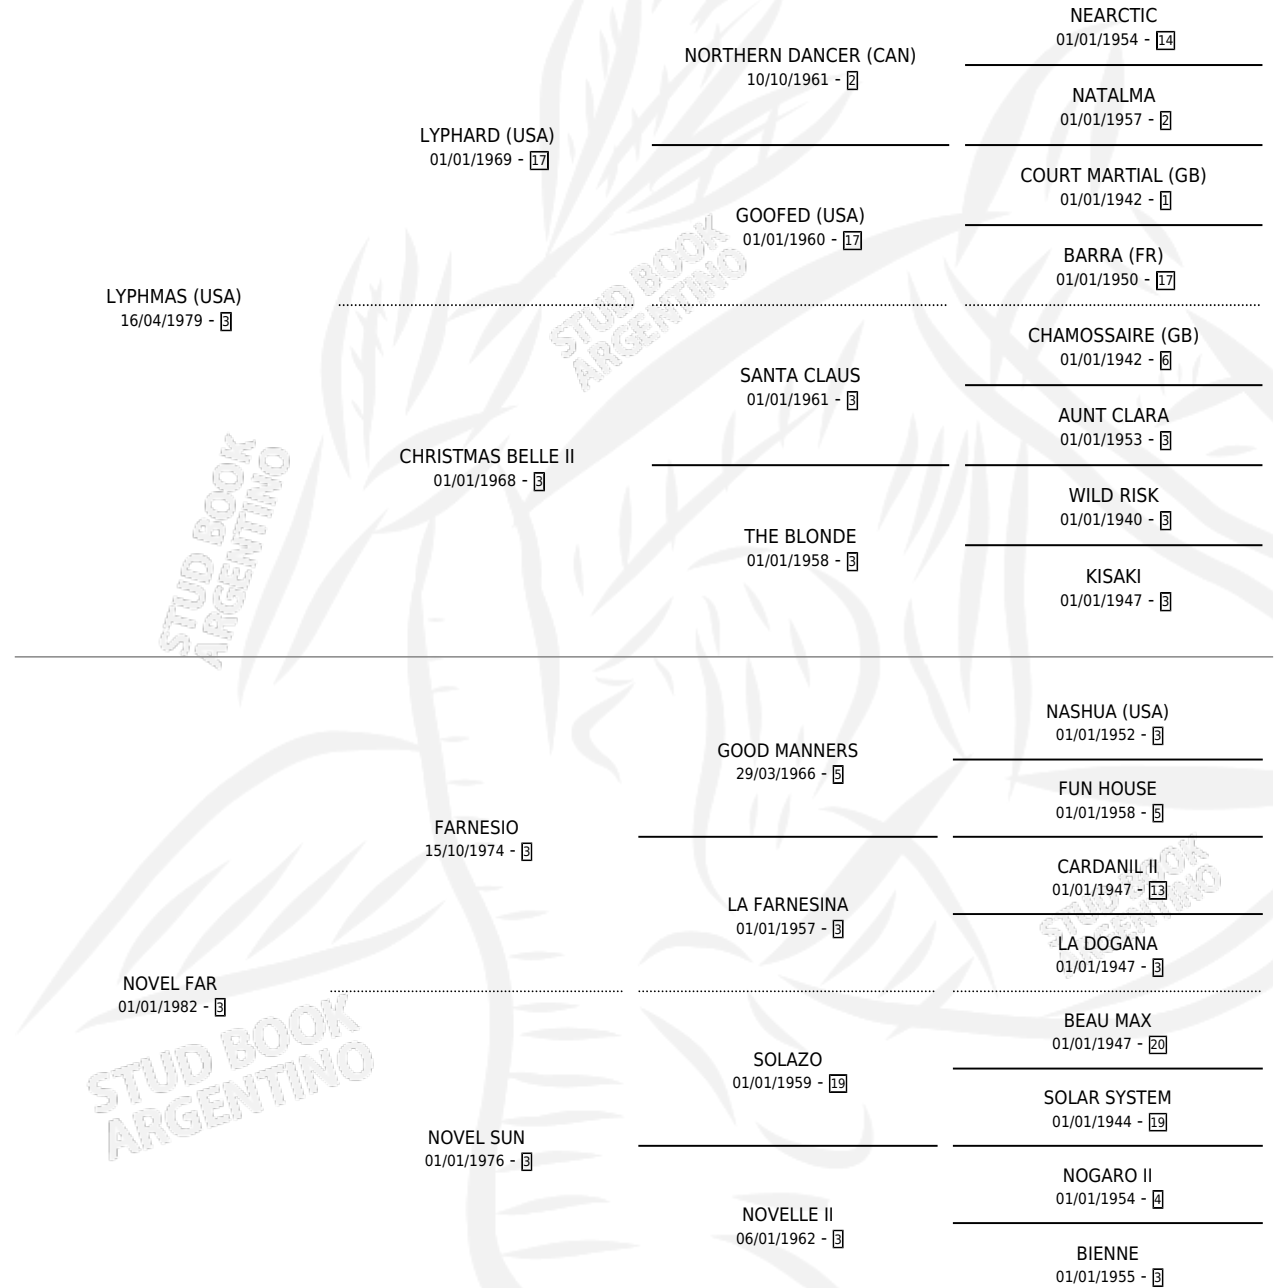 NEARCTIC
01/01/1954 - 14
NORTHERN DANCER (CAN)
10/10/1961 - 2
NATALMA
01/01/1957 - 2
LYPHARD (USA)
01/01/1969 - 17
COURT MARTIAL (GB)
01/01/1942 - 1
GOOFED (USA)
01/01/1960 - 17
BARRA (FR)
01/01/1950 - 17
LYPHMAS (USA)
16/04/1979 - 3
STUD BOOK
ARGENTINO
CHAMOSSAIRE (GB)
01/01/1942 - 6
SANTA CLAUS
01/01/1961 - 3
AUNT CLARA
01/01/1953 - 3
CHRISTMAS BELLE II
01/01/1968 - 3
WILD RISK
01/01/1940 - 3
THE BLONDE
01/01/1958 - 3
KISAKI
01/01/1947 - 3
STUD BOOK
ARGENTINO
NASHUA (USA)
01/01/1952 - 3
GOOD MANNERS
29/03/1966 - 5
FUN HOUSE
01/01/1958 - 5
FARNESIO
15/10/1974 - 3
CARDANIL II
01/01/1947 - 13
LA FARNESINA
01/01/1957 - 3
STUD BOOK
ARGENTINO
LA DOGANA
01/01/1947 - 3
NOVEL FAR
01/01/1982 - 3
BEAU MAX
01/01/1947 - 20
SOLAZO
01/01/1959 - 19
SOLAR SYSTEM
01/01/1944 - 19
STUD BOOK
ARGENTINO
NOVEL SUN
01/01/1976 - 3
NOGARO II
01/01/1954 - 4
NOVELLE II
06/01/1962 - 3
BIENNE
01/01/1955 - 3